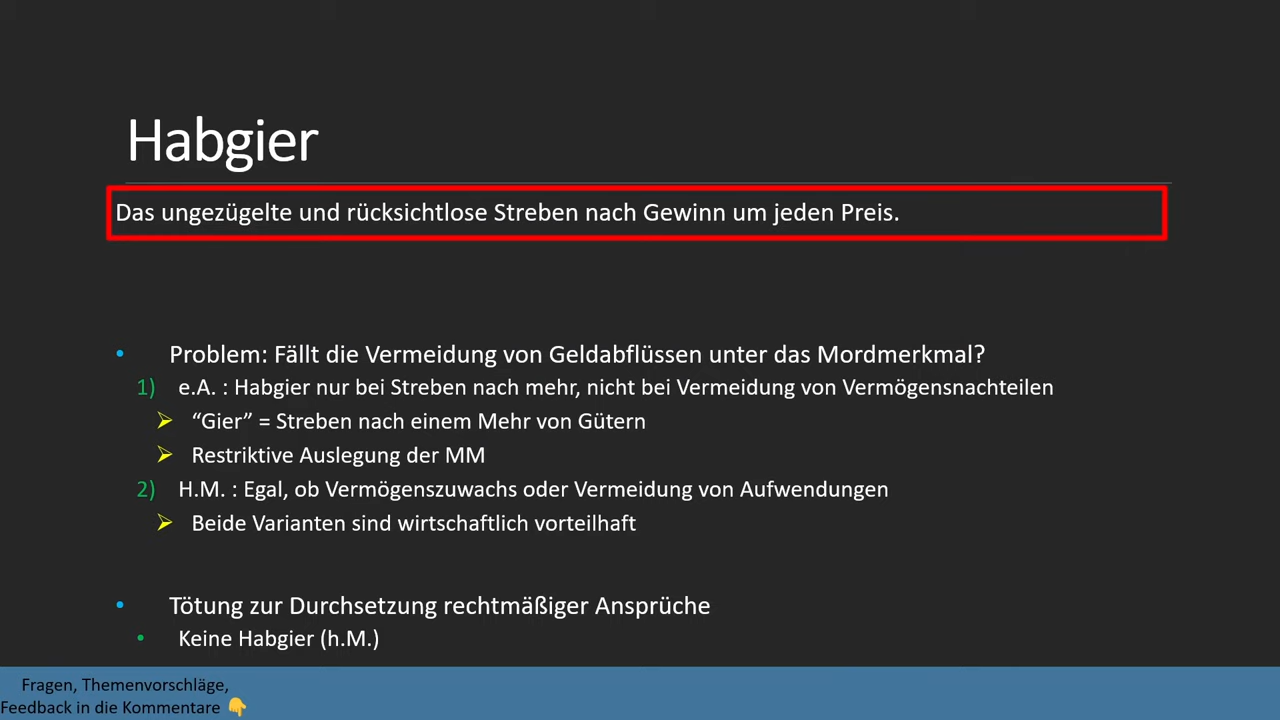 Habgier
Das ungezügelte und rücksichtlose Streben nach Gewinn um jeden Preis.
• Problem: Fällt die Vermeidung von Geldabflüssen unter das Mordmerkmal?
1) e.A. : Habgier nur bei Streben nach mehr, nicht bei Vermeidung von Vermögensnachteilen
➢ “Gier” = Streben nach einem Mehr von Gütern
➢ Restriktive Auslegung der MM
2) H.M. : Egal, ob Vermögenszuwachs oder Vermeidung von Aufwendungen
➢ Beide Varianten sind wirtschaftlich vorteilhaft
• Tötung zur Durchsetzung rechtmäßiger Ansprüche
• Keine Habgier (h.M.)
Fragen, Themenvorschläge,
Feedback in die Kommentare 👇